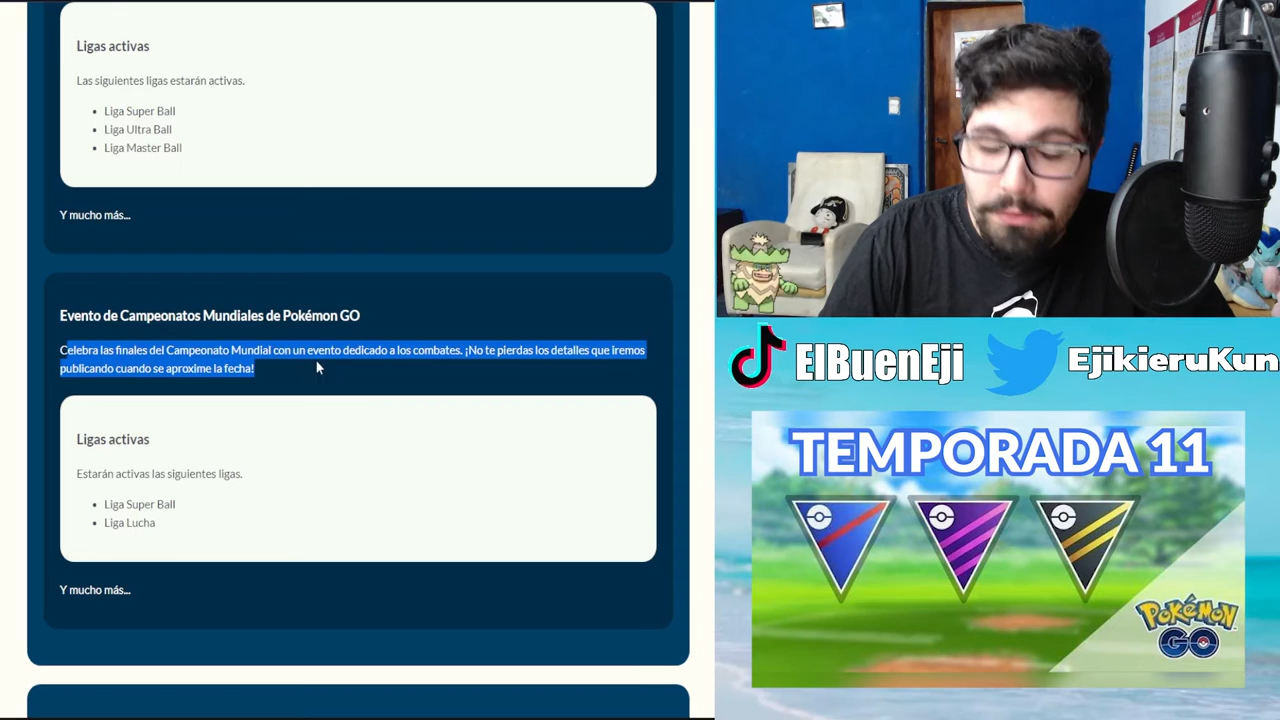 Ligas activas
Las siguientes ligas estarán activas.
Liga Super Ball
Liga Ultra Ball
Liga Master Ball
Y mucho más...
Evento de Campeonatos Mundiales de Pokémon GO
Celebra las finales del Campeonato Mundial con un evento dedicado a los combates. ¡No te pierdas los detalles que iremos
publicando cuando se aproxime la fecha!
Ligas activas
Estarán activas las siguientes ligas.
Liga Super Ball
Liga Lucha
Y mucho más...
ElBuenEji
EjikieruKun
TEMPORADA 11
POKÉMON
GO